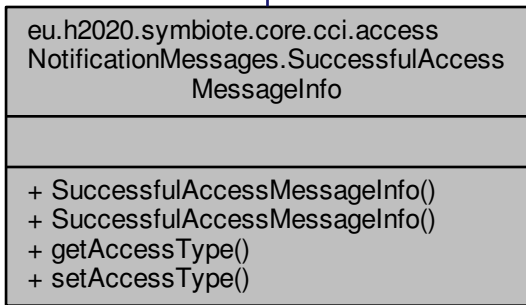 eu.h2020.symbiote.core.cci.access
NotificationMessages.SuccessfulAccess
MessageInfo
+ SuccessfulAccessMessageInfo()
+ SuccessfulAccessMessageInfo()
+ getAccessType()
+ setAccessType()